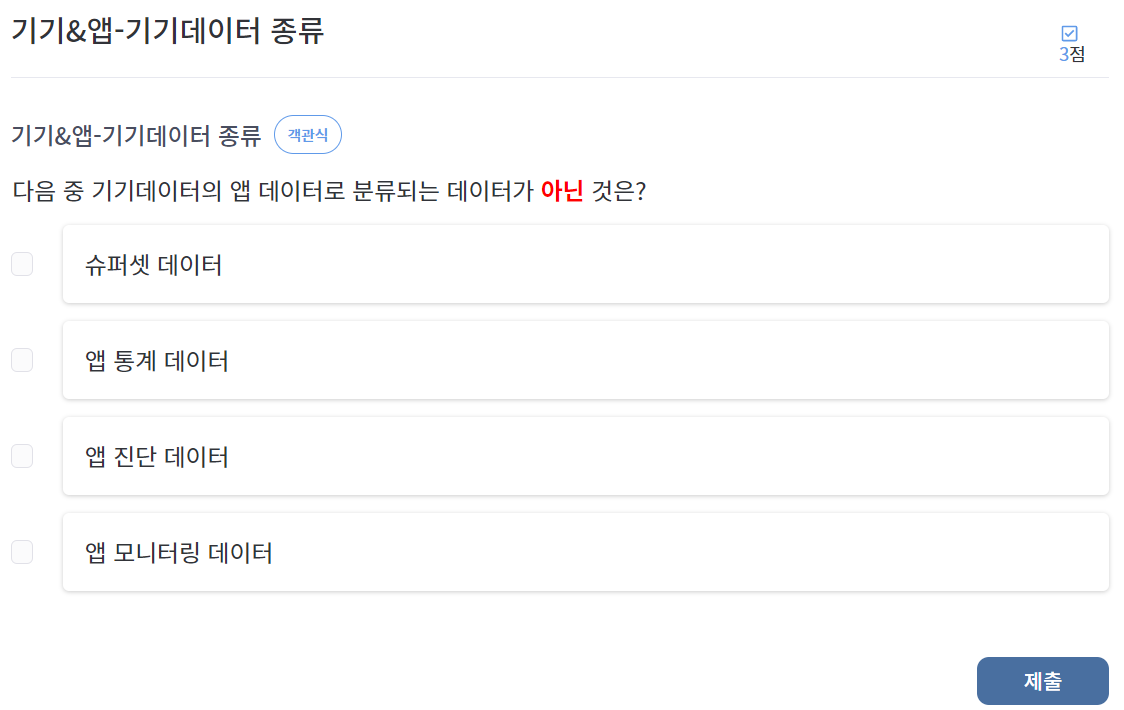 기기&앱-기기데이터 종류
3점
기기&앱-기기데이터 종류 객관식
다음 중 기기데이터의 앱 데이터로 분류되는 데이터가 아닌 것은?
슈퍼셋 데이터
앱 통계 데이터
앱 진단 데이터
앱 모니터링 데이터
제출